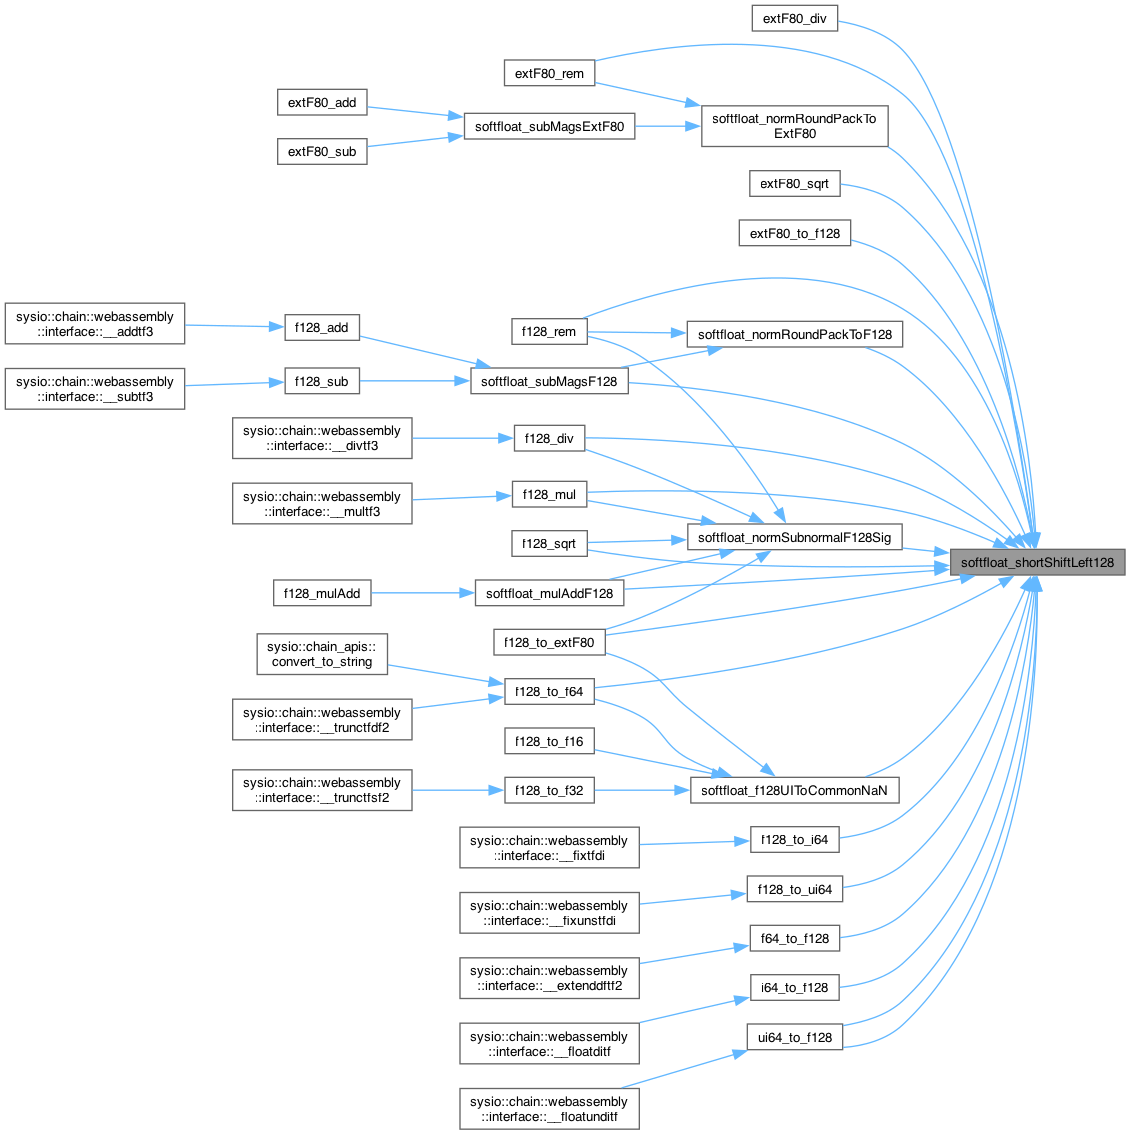 extF80_div
extF80_rem
extF80_add
softfloat_normRoundPackTo
ExtF80
softfloat_subMagsExtF80
extF80_sub
extF80_sqrt
extF80_to_f128
sysio::chain::webassembly
::interface::__addtf3
f128_add
f128_rem
softfloat_normRoundPackToF128
sysio::chain::webassembly
::interface::__subtf3
f128_sub
softfloat_subMagsF128
sysio::chain::webassembly
::interface::__divtf3
f128_div
sysio::chain::webassembly
::interface::__multf3
f128_mul
f128_sqrt
softfloat_normSubnormalF128Sig
softfloat_shortShiftLeft128
f128_mulAdd
softfloat_mulAddF128
f128_to_extF80
sysio::chain_apis::
convert_to_string
f128_to_f64
sysio::chain::webassembly
::interface::__trunctfdf2
f128_to_f16
sysio::chain::webassembly
::interface::__trunctfsf2
f128_to_f32
softfloat_f128UIToCommonNaN
sysio::chain::webassembly
::interface::__fixtfdi
f128_to_i64
sysio::chain::webassembly
::interface::__fixunstfdi
f128_to_ui64
sysio::chain::webassembly
::interface::__extenddftf2
f64_to_f128
sysio::chain::webassembly
::interface::__floatditf
i64_to_f128
sysio::chain::webassembly
::interface::__floatunditf
ui64_to_f128